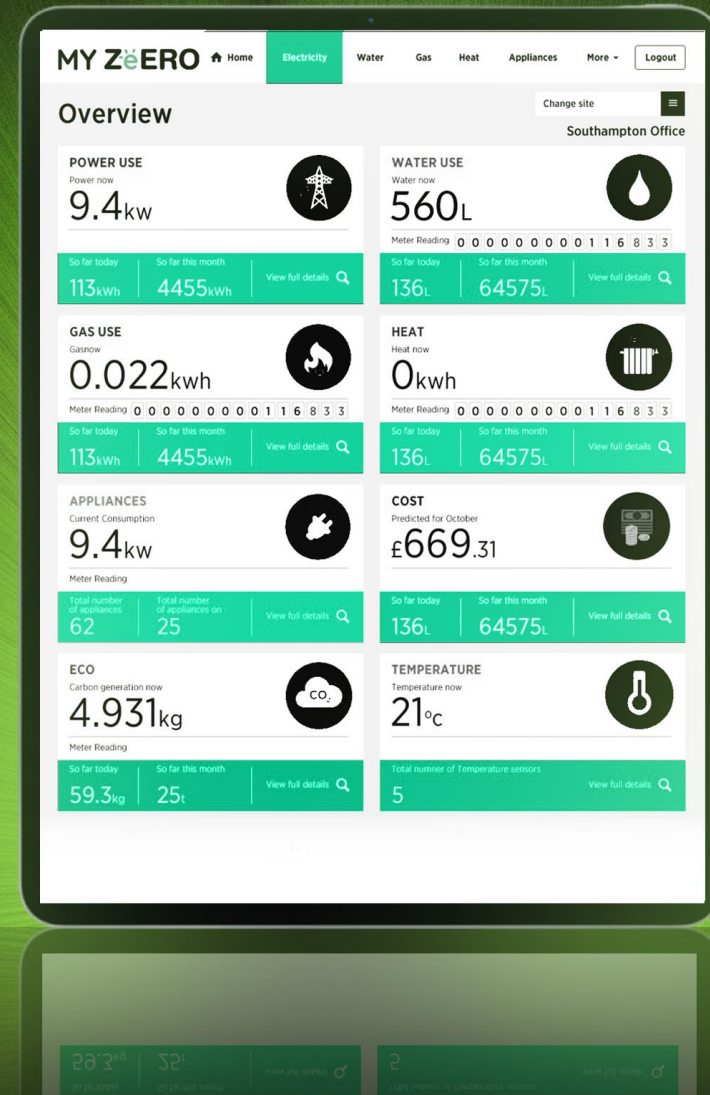 MY ZëERO Home Electricity Water Gas Heat Appliances More Logout
Overview
Change site
Southampton Office
POWER USE
Power now
9.4kw
So far today So far this month
113kWh 4455kWh View full details
WATER USE
Water now
560L
Meter Reading 0 0 0 0 0 0 0 0 0 1 1 6 8 3 3
So far today So far this month
136L 64575L View full details
GAS USE
Gasnow
0.022kwh
Meter Reading 0 0 0 0 0 0 0 0 0 1 1 6 8 3 3
So far today So far this month
113kWh 4455kWh View full details
HEAT
Heat now
0kwh
Meter Reading 0 0 0 0 0 0 0 0 0 1 1 6 8 3 3
So far today So far this month
136L 64575L View full details
APPLIANCES
Current Consumption
9.4kw
Meter Reading
Total number Total number
of appliances of appliances on
62 25 View full details
COST
Predicted for October
£669.31
So far today So far this month
136L 64575L View full details
ECO
Carbon generation now
4.931kg
CO2
Meter Reading
So far today So far this month
59.3kg 25t View full details
TEMPERATURE
Temperature now
21°c
Total numner of Temperature sensors
5 View full details